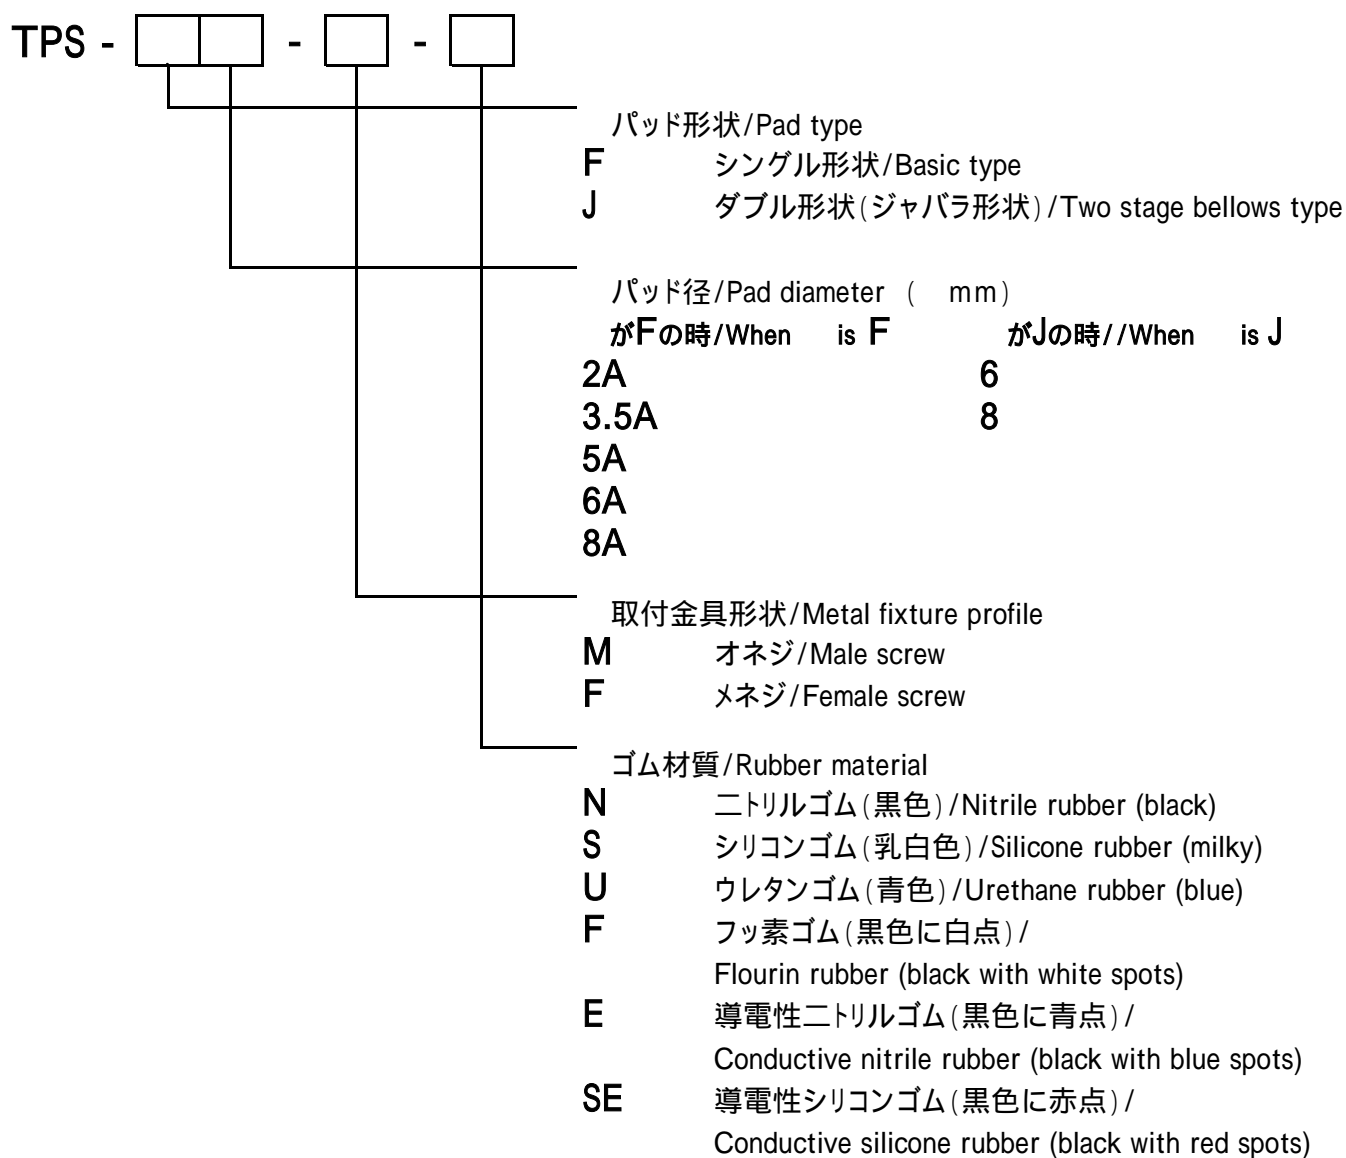 TPS - - -
パッド形状/Pad type
F シングル形状/Basic type
J ダブル形状(ジャバラ形状)/Two stage bellows type
パッド径/Pad diameter ( mm)
がFの時/When is F がJの時//When is J
2A 6
3.5A 8
5A
6A
8A
取付金具形状/Metal fixture profile
M オネジ/Male screw
F メネジ/Female screw
ゴム材質/Rubber material
N ニトリルゴム(黒色)/Nitrile rubber (black)
S シリコンゴム(乳白色)/Silicone rubber (milky)
U ウレタンゴム(青色)/Urethane rubber (blue)
F フッ素ゴム(黒色に白点)/
Flourin rubber (black with white spots)
E 導電性ニトリルゴム(黒色に青点)/
Conductive nitrile rubber (black with blue spots)
SE 導電性シリコンゴム(黒色に赤点)/
Conductive silicone rubber (black with red spots)